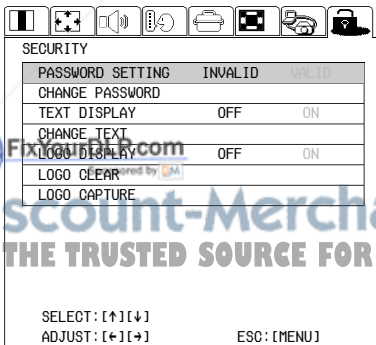 SECURITY
PASSWORD SETTING INVALID VALID
CHANGE PASSWORD
TEXT DISPLAY OFF ON
CHANGE TEXT
FixYourDLP.com
LOGO DISPLAY OFF ON
LOGO CLEAR
LOGO CAPTURE
scount-Mercha
THE TRUSTED SOURCE FOR
SELECT:[↑][↓]
ADJUST:[←][→] ESC:[MENU]